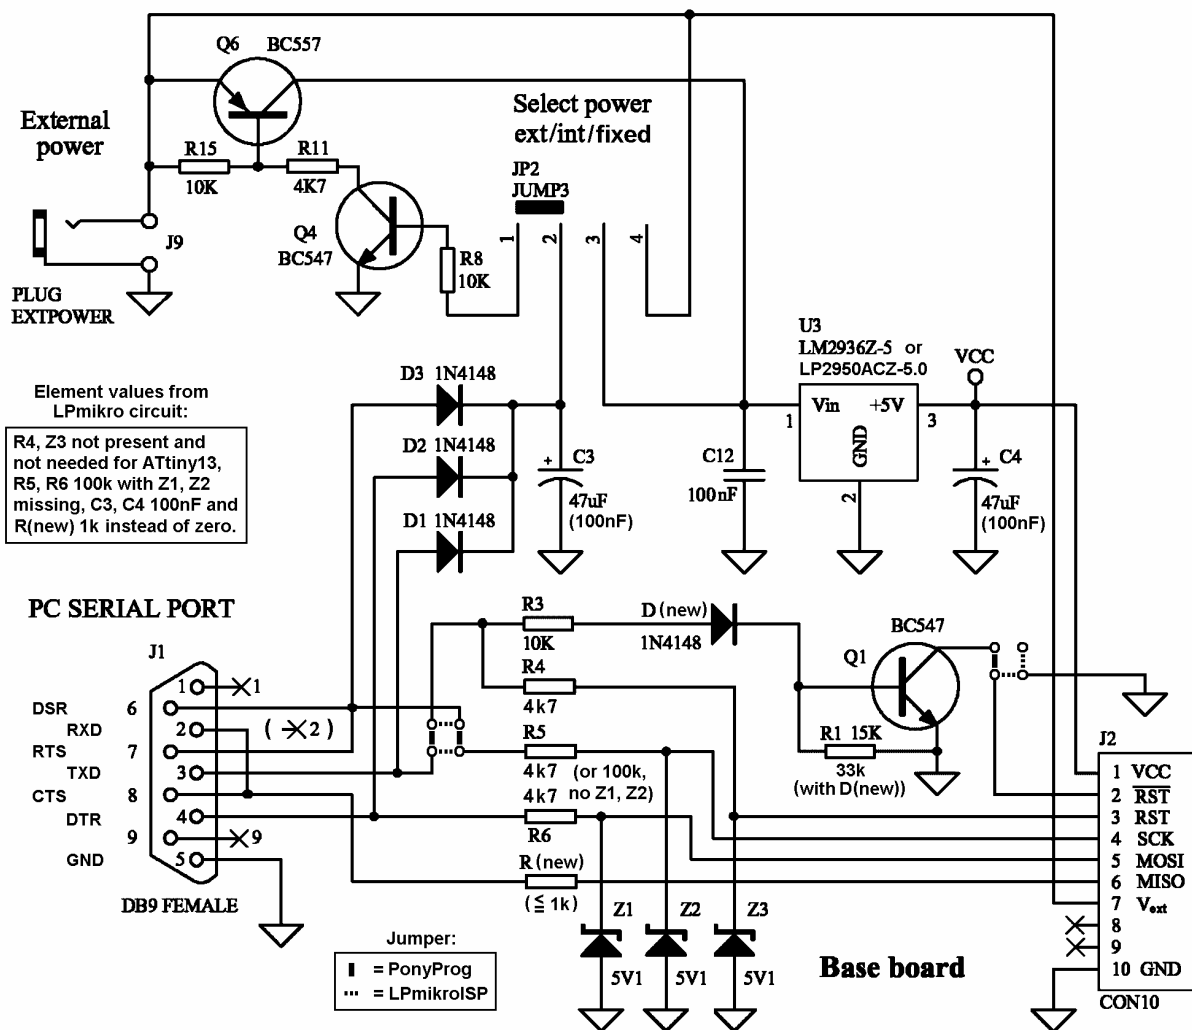 Q6
BC557
External
power
Select power
ext/int/fixed
R15
10K
R11
4K7
JP2
JUMP3
1
2
3
4
J9
Q4
BC547
R8
10K
PLUG
EXTPOWER
U3
LM2936Z-5 or
LP2950ACZ-5.0
VCC
Vin
+5V
GND
1
3
2
Element values from
LPmikro circuit:
R4, Z3 not present and
not needed for ATtiny13,
R5, R6 100k with Z1, Z2
missing, C3, C4 100nF and
R(new) 1k instead of zero.
D3 1N4148
D2 1N4148
D1 1N4148
+
C3
47uF
(100nF)
C12
100nF
+
C4
47uF
(100nF)
PC SERIAL PORT
J1
1
1
DSR
6
RXD
2
( 2 )
RTS
7
TXD
3
CTS
8
DTR
4
9
9
GND
5
DB9 FEMALE
R3
10K
D (new)
1N4148
R4
4k7
R5
4k7
(or 100k,
no Z1, Z2)
4k7
R6
R (new)
(≦ 1k)
BC547
Q1
R1 15K
33k
(with D(new))
J2
1 VCC
2 RST
3 RST
4 SCK
5 MOSI
6 MISO
7 Vext
8
9
10 GND
CON10
Z1
5V1
Z2
5V1
Z3
5V1
Jumper:
= PonyProg
= LPmikroISP
Base board